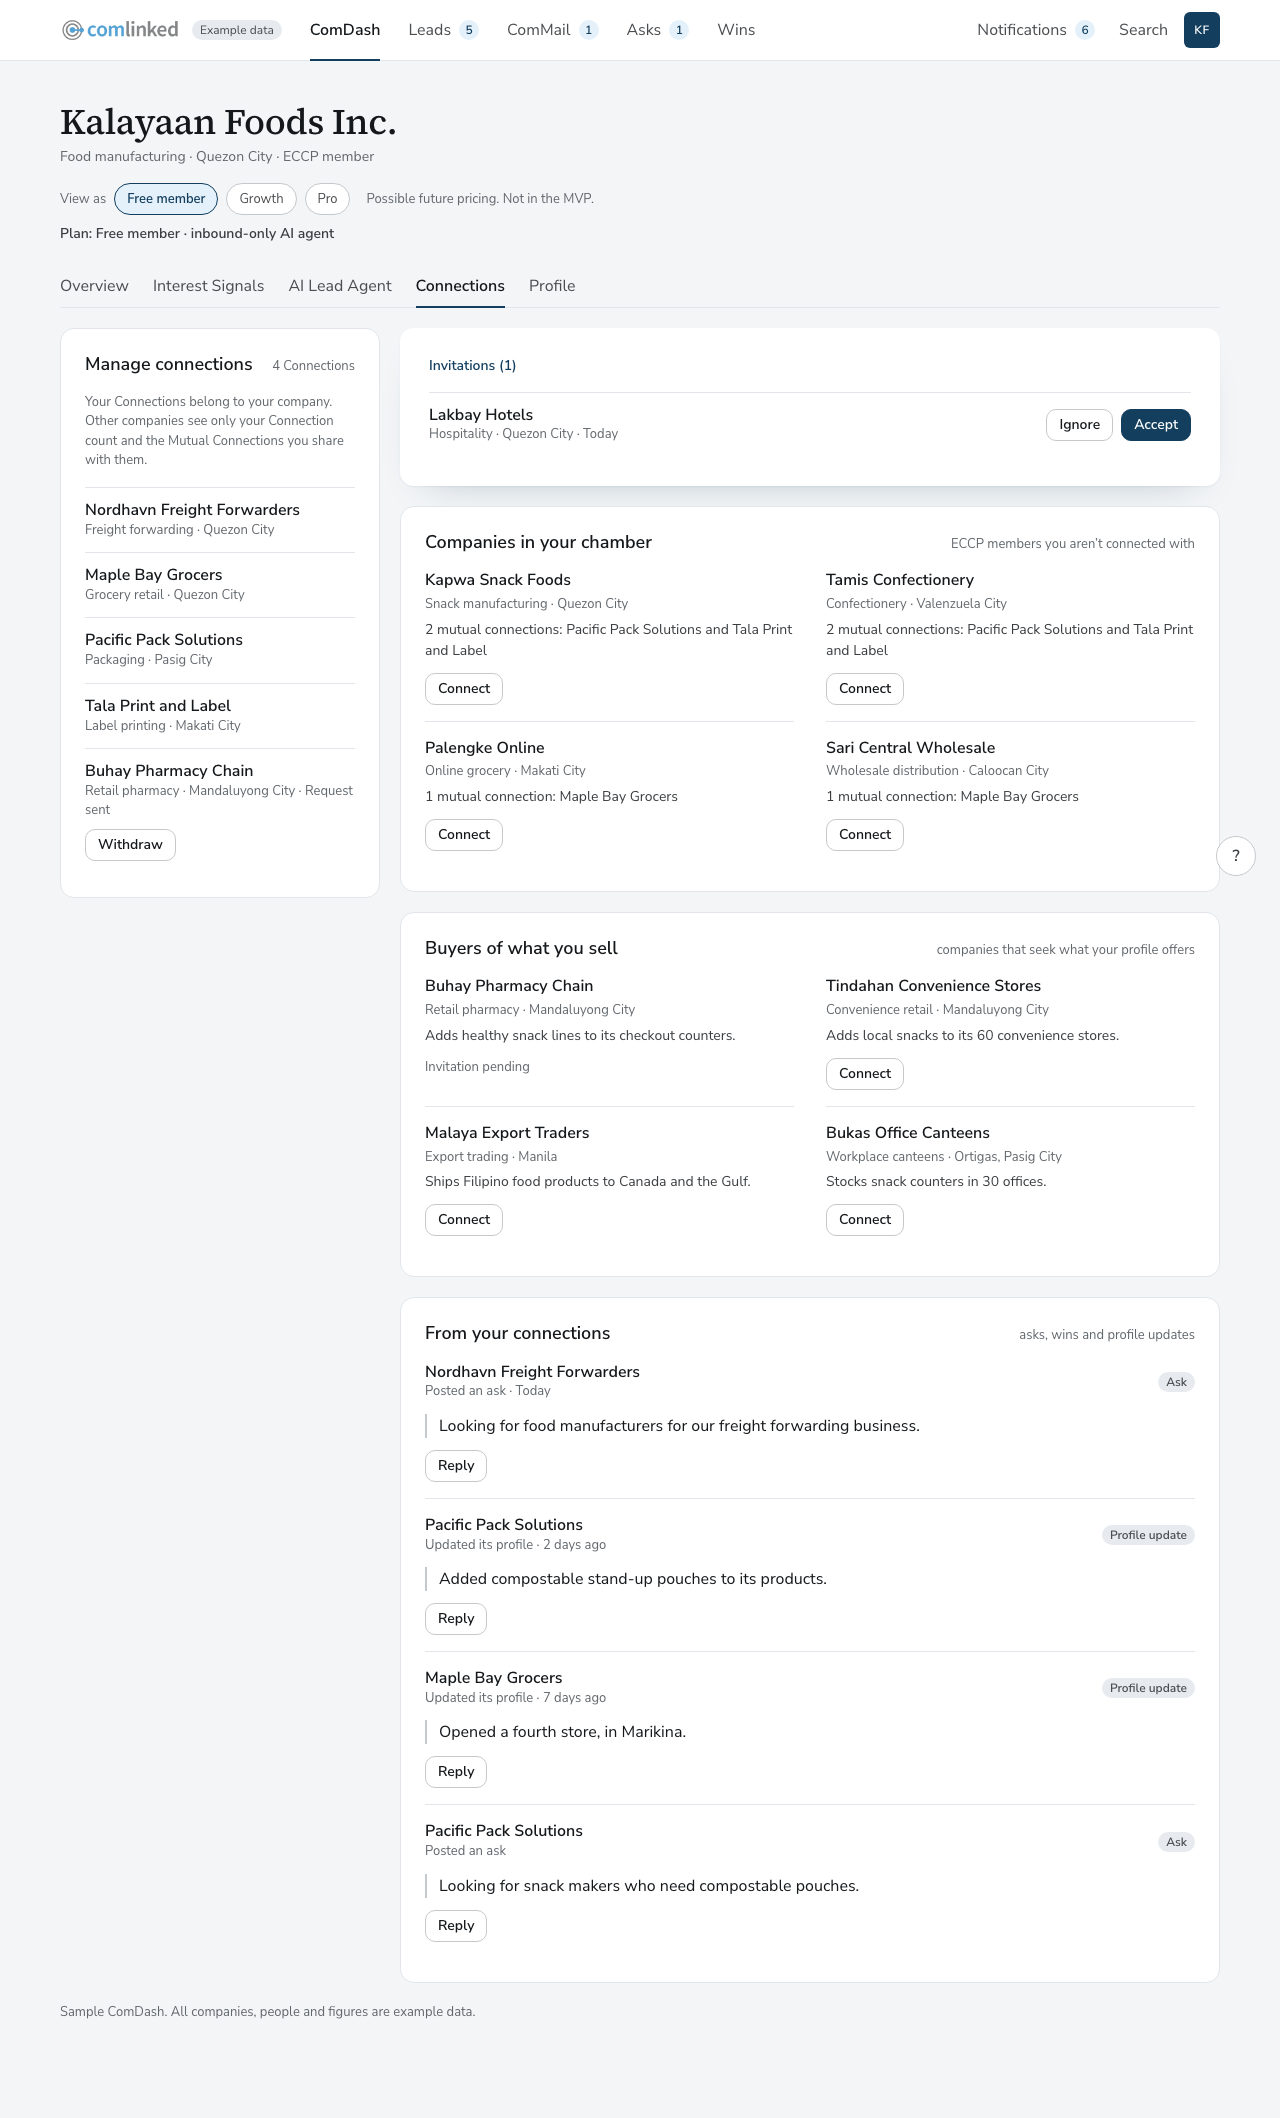 comlinked Example data ComDash Leads 5 ComMail 1 Asks 1 Wins Notifications 6 Search KF
Kalayaan Foods Inc.
Food manufacturing · Quezon City · ECCP member
View as Free member Growth Pro Possible future pricing. Not in the MVP.
Plan: Free member · inbound-only AI agent
Overview Interest Signals AI Lead Agent Connections Profile
Manage connections 4 Connections
Your Connections belong to your company.
Other companies see only your Connection
count and the Mutual Connections you share
with them.
Nordhavn Freight Forwarders
Freight forwarding · Quezon City
Maple Bay Grocers
Grocery retail · Quezon City
Pacific Pack Solutions
Packaging · Pasig City
Tala Print and Label
Label printing · Makati City
Buhay Pharmacy Chain
Retail pharmacy · Mandaluyong City · Request
sent
Withdraw
Invitations (1)
Lakbay Hotels
Hospitality · Quezon City · Today
Ignore Accept
Companies in your chamber ECCP members you aren’t connected with
Kapwa Snack Foods
Snack manufacturing · Quezon City
2 mutual connections: Pacific Pack Solutions and Tala Print
and Label
Connect
Tamis Confectionery
Confectionery · Valenzuela City
2 mutual connections: Pacific Pack Solutions and Tala Print
and Label
Connect
Palengke Online
Online grocery · Makati City
1 mutual connection: Maple Bay Grocers
Connect
Sari Central Wholesale
Wholesale distribution · Caloocan City
1 mutual connection: Maple Bay Grocers
Connect
?
Buyers of what you sell companies that seek what your profile offers
Buhay Pharmacy Chain
Retail pharmacy · Mandaluyong City
Adds healthy snack lines to its checkout counters.
Invitation pending
Tindahan Convenience Stores
Convenience retail · Mandaluyong City
Adds local snacks to its 60 convenience stores.
Connect
Malaya Export Traders
Export trading · Manila
Ships Filipino food products to Canada and the Gulf.
Connect
Bukas Office Canteens
Workplace canteens · Ortigas, Pasig City
Stocks snack counters in 30 offices.
Connect
From your connections asks, wins and profile updates
Nordhavn Freight Forwarders
Posted an ask · Today
Ask
Looking for food manufacturers for our freight forwarding business.
Reply
Pacific Pack Solutions
Updated its profile · 2 days ago
Profile update
Added compostable stand-up pouches to its products.
Reply
Maple Bay Grocers
Updated its profile · 7 days ago
Profile update
Opened a fourth store, in Marikina.
Reply
Pacific Pack Solutions
Posted an ask
Ask
Looking for snack makers who need compostable pouches.
Reply
Sample ComDash. All companies, people and figures are example data.